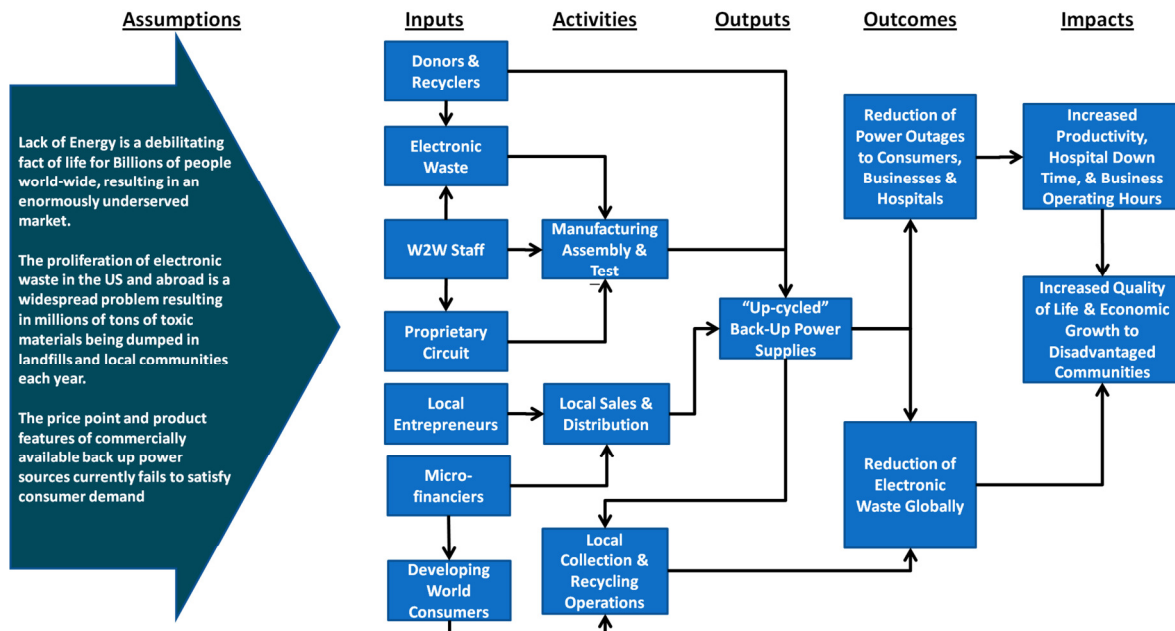 Assumptions
Inputs
Activities
Outputs
Outcomes
Impacts
Lack of Energy is a debilitating
fact of life for Billions of people
world-wide, resulting in an
enormously underserved
market.
The proliferation of electronic
waste in the US and abroad is a
widespread problem resulting
in millions of tons of toxic
materials being dumped in
landfills and local communities
each year.
The price point and product
features of commercially
available back up power
sources currently fails to satisfy
consumer demand
Donors &
Recyclers
Electronic
Waste
W2W Staff
Proprietary
Circuit
Local
Entrepreneurs
Micro-
financiers
Developing
World
Consumers
Manufacturing
Assembly &
Test
Local Sales &
Distribution
Local
Collection &
Recycling
Operations
“Up-cycled”
Back-Up Power
Supplies
Reduction of
Power Outages
to Consumers,
Businesses &
Hospitals
Reduction of
Electronic
Waste Globally
Increased
Productivity,
Hospital Down
Time, & Business
Operating Hours
Increased Quality
of Life & Economic
Growth to
Disadvantaged
Communities